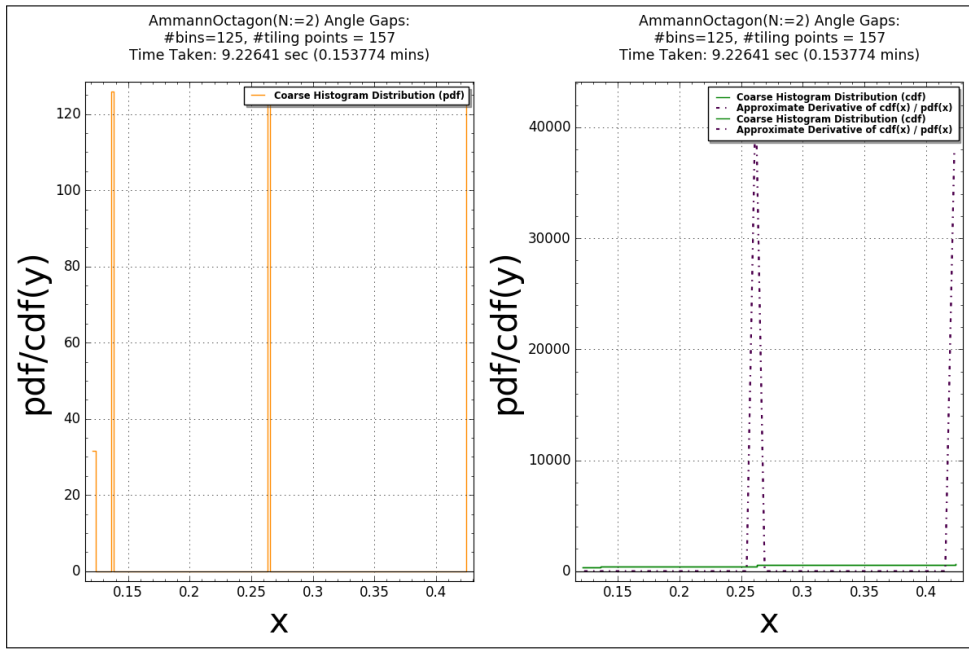 AmmannOctagon(N:=2) Angle Gaps:
#bins=125, #tiling points = 157
Time Taken: 9.22641 sec (0.153774 mins)
Coarse Histogram Distribution (pdf)
120
100
80
60
40
20
0
0.15
0.2
0.25
0.3
0.35
0.4
pdf/cdf(y)
x
AmmannOctagon(N:=2) Angle Gaps:
#bins=125, #tiling points = 157
Time Taken: 9.22641 sec (0.153774 mins)
Coarse Histogram Distribution (cdf)
Approximate Derivative of cdf(x) / pdf(x)
Coarse Histogram Distribution (cdf)
Approximate Derivative of cdf(x) / pdf(x)
40000
30000
20000
10000
0
0.15
0.2
0.25
0.3
0.35
0.4
pdf/cdf(y)
x